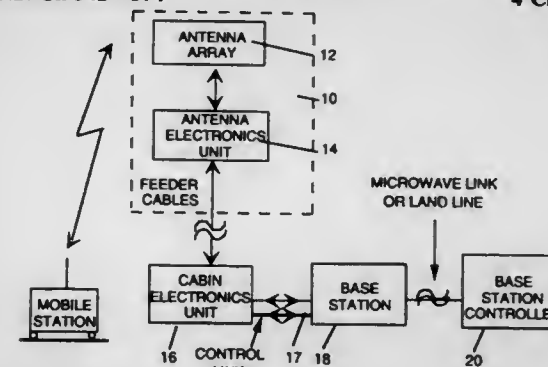 ANTENNA
ARRAY
12
10
ANTENNA
ELECTRONICS
UNIT
14
FEEDER
CABLES
MICROWAVE LINK
OR LAND LINE
MOBILE
STATION
CABIN
ELECTRONICS
UNIT
BASE
STATION
BASE
STATION
CONTROLLE
16
CONTROL
17
18
20